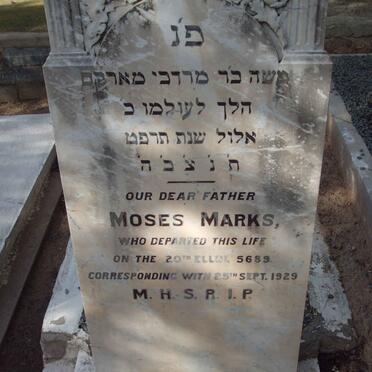 פ״נ
משה בר מרדכי מארקס
הלך לעולמו כ׳
אלול שנת תרפט
ת׳ נ׳ צ׳ ב׳ ה׳
OUR DEAR FATHER
MOSES MARKS,
WHO DEPARTED THIS LIFE
ON THE 20TH ELLUL 5689
CORRESPONDING WITH 25TH SEPT. 1929
M. H. S. R. I. P.